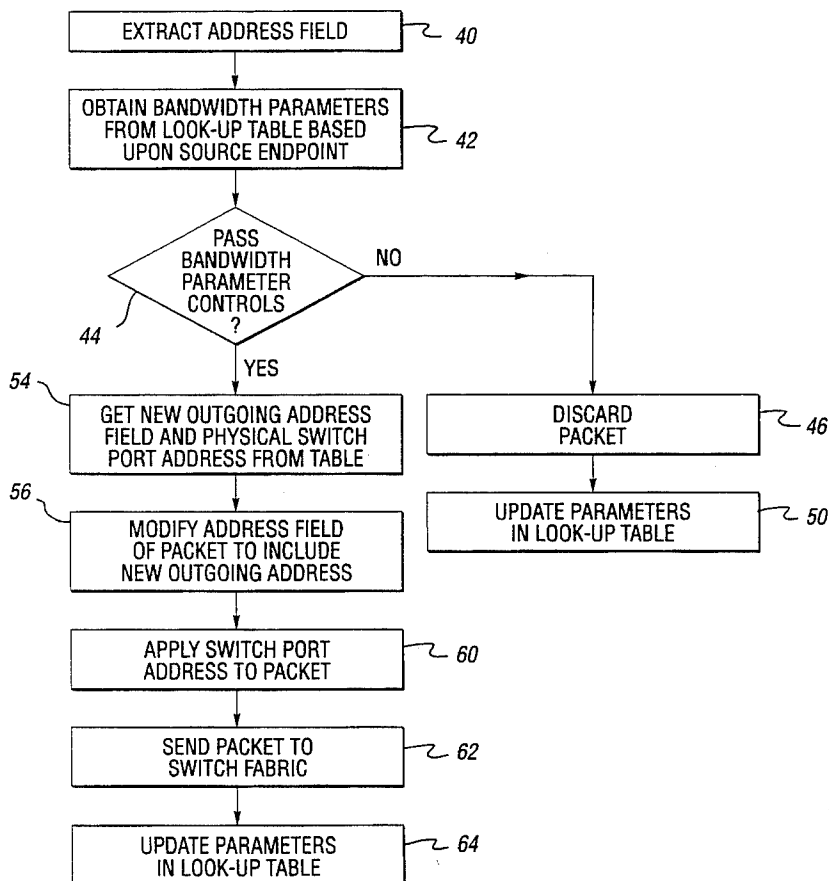 EXTRACT ADDRESS FIELD
40
OBTAIN BANDWIDTH PARAMETERS
FROM LOOK-UP TABLE BASED
UPON SOURCE ENDPOINT
42
PASS
BANDWIDTH
PARAMETER
CONTROLS
?
44
NO
YES
54
GET NEW OUTGOING ADDRESS
FIELD AND PHYSICAL SWITCH
PORT ADDRESS FROM TABLE
DISCARD
PACKET
46
56
MODIFY ADDRESS FIELD
OF PACKET TO INCLUDE
NEW OUTGOING ADDRESS
UPDATE PARAMETERS
IN LOOK-UP TABLE
50
APPLY SWITCH PORT
ADDRESS TO PACKET
60
SEND PACKET TO
SWITCH FABRIC
62
UPDATE PARAMETERS
IN LOOK-UP TABLE
64